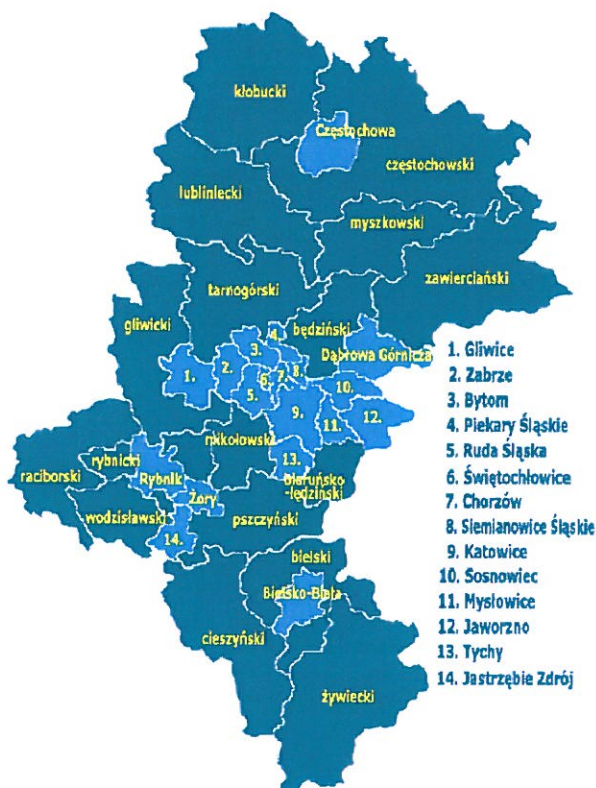 kłobucki
Częstochowa
częstochowski
lubliniecki
myszkowski
zawierciański
tarnogórski
gliwicki
będziński
Dąbrowa Górnicza
4.
3.
1.
2.
6.
7.
8.
5.
10.
9.
11.
12.
mikołowski
13.
bieruńsko
-lędziński
rybnicki
raciborski
Rybnik
Żory
wodzisławski
pszczyński
14.
bielski
Bielsko-Biała
cieszyński
żywiecki
1. Gliwice
2. Zabrze
3. Bytom
4. Piekary Śląskie
5. Ruda Śląska
6. Świętochłowice
7. Chorzów
8. Siemianowice Śląskie
9. Katowice
10. Sosnowiec
11. Mysłowice
12. Jaworzno
13. Tychy
14. Jastrzębie Zdrój